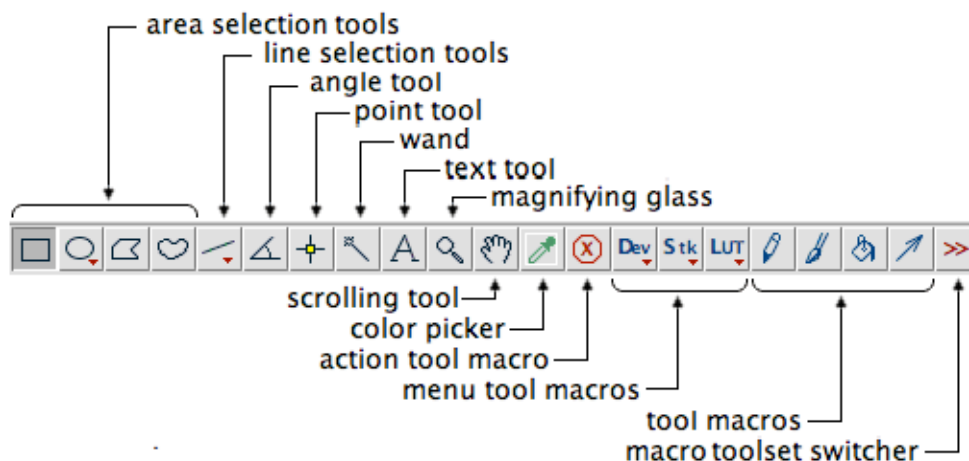 area selection tools
line selection tools
angle tool
point tool
wand
text tool
magnifying glass
A Dev Stk LUT >>
scrolling tool
color picker
action tool macro
menu tool macros
tool macros
macro toolset switcher